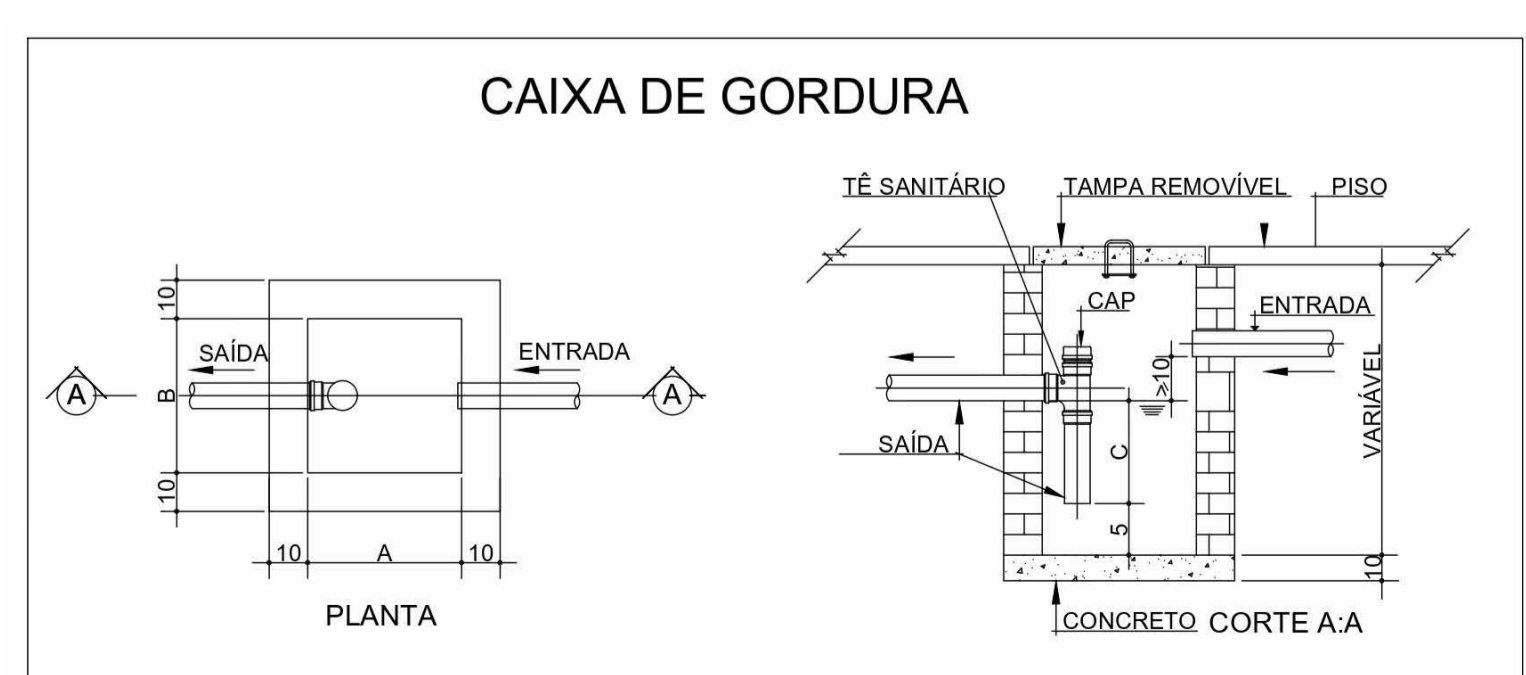 CAIXA DE GORDURA
10
B
10
SAÍDA
ENTRADA
A
A
10
A
10
PLANTA
TÊ SANITÁRIO
TAMPA REMOVÍVEL
PISO
CAP
ENTRADA
≥10
VARIÁVEL
SAÍDA
C
5
10
CONCRETO
CORTE A:A